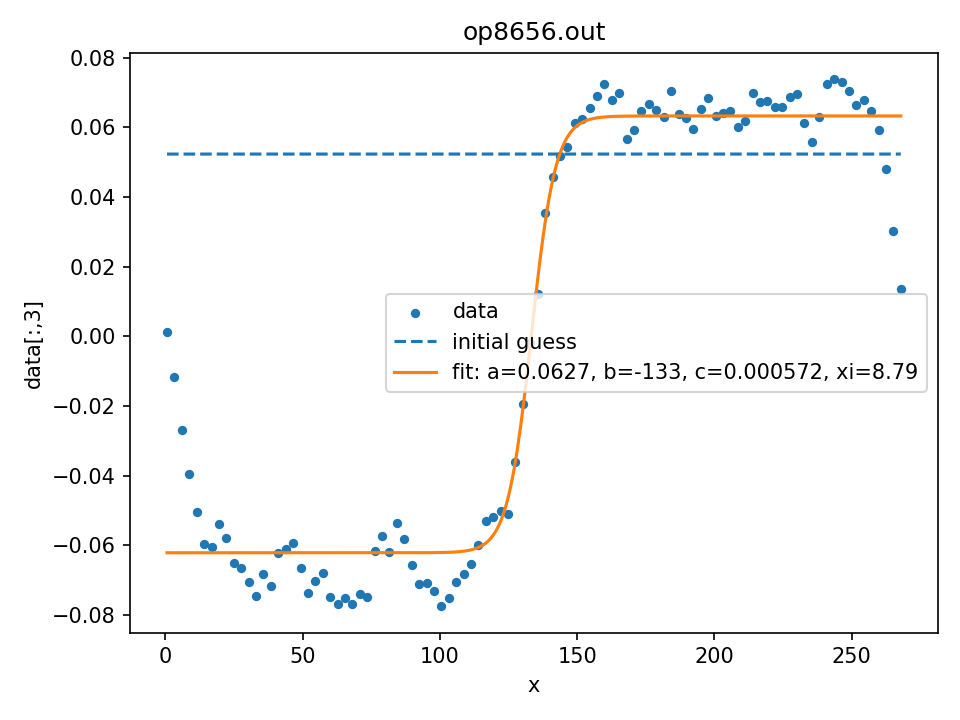 op8656.out
0.08
0.06
0.04
0.02
0.00
−0.02
−0.04
−0.06
−0.08
data[:,3]
data
initial guess
fit: a=0.0627, b=-133, c=0.000572, xi=8.79
0 50 100 150 200 250
x